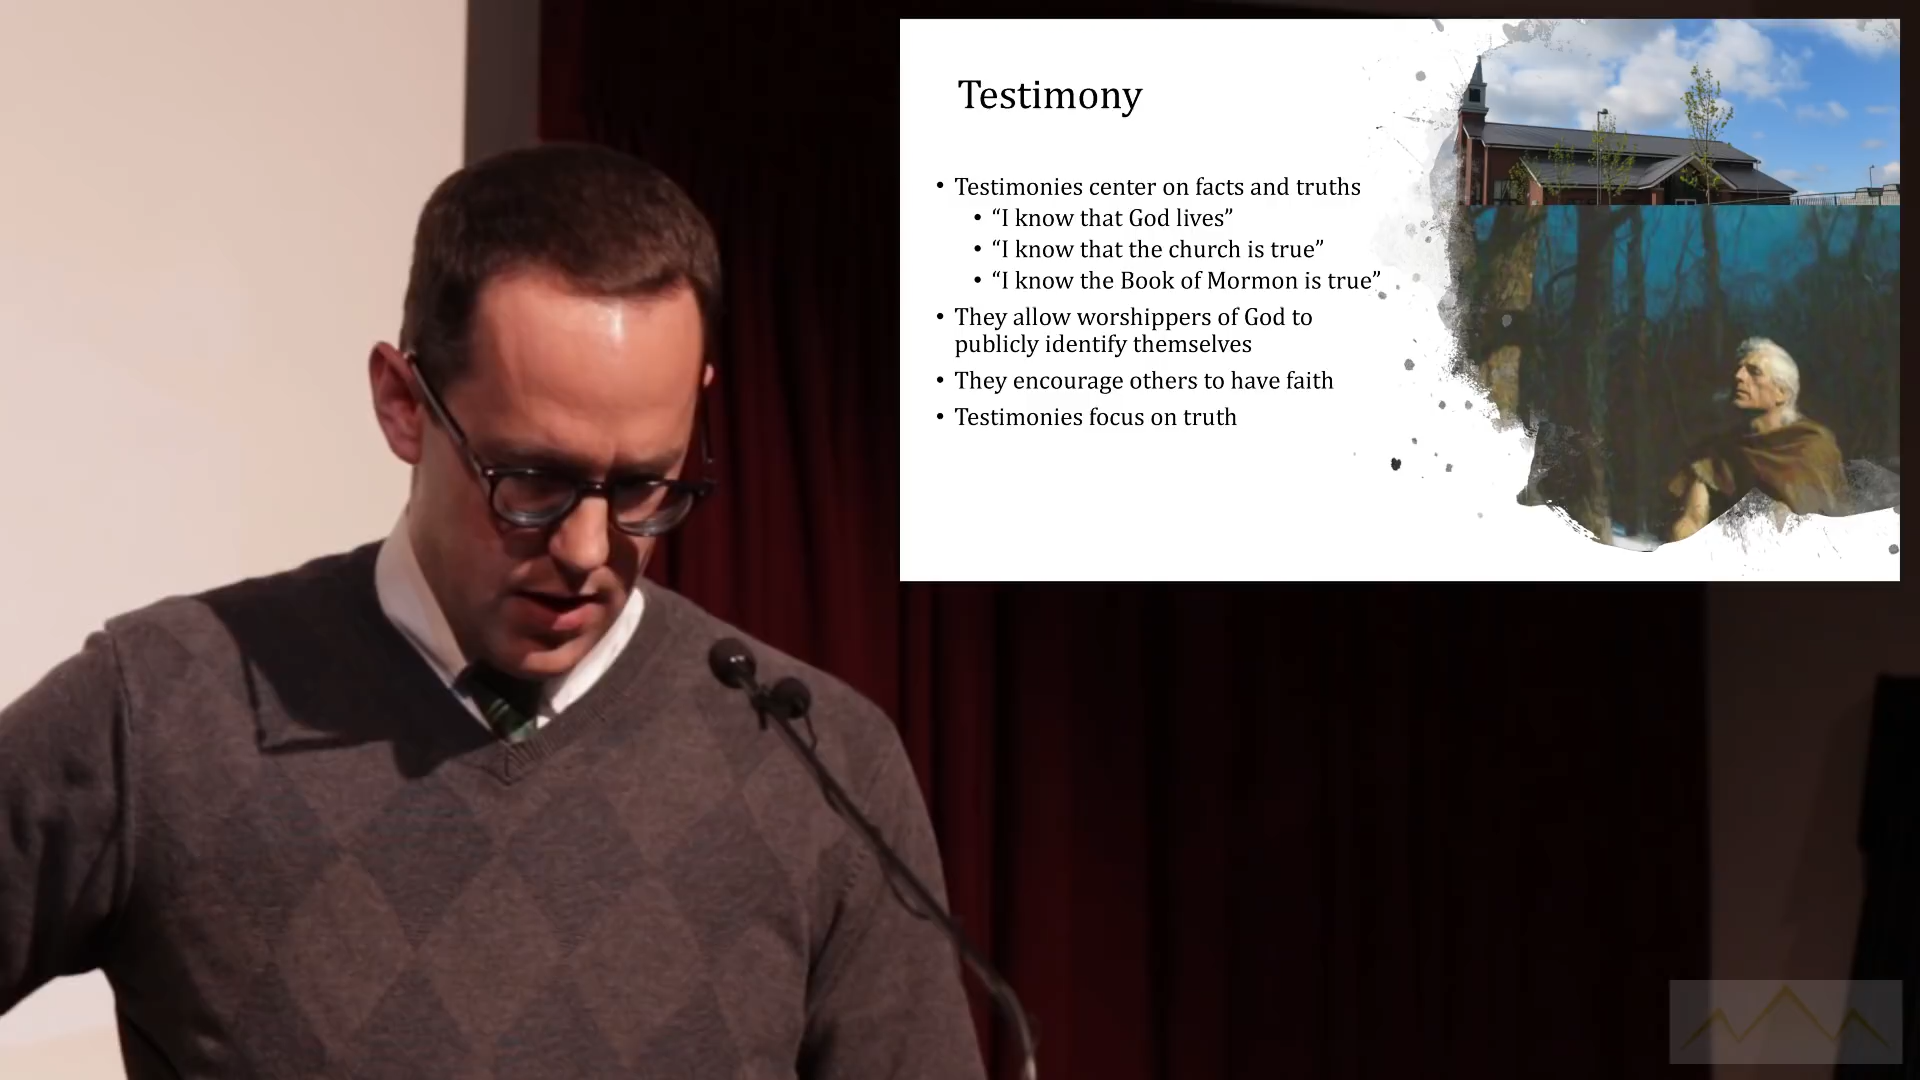 Testimony
• Testimonies center on facts and truths
• “I know that God lives”
• “I know that the church is true”
• “I know the Book of Mormon is true”
• They allow worshippers of God to
publicly identify themselves
• They encourage others to have faith
• Testimonies focus on truth